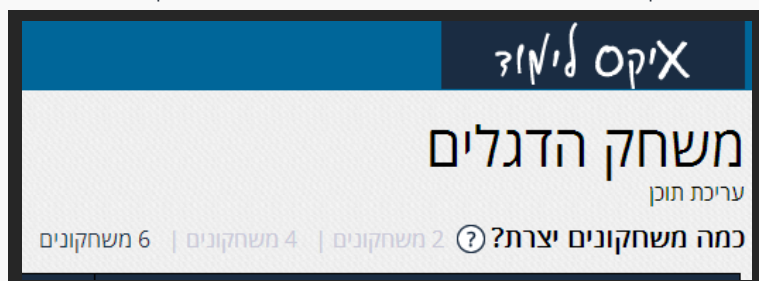 איקס לימוד
משחק הדגלים
עריכת תוכן
כמה משחקונים יצרת? ? 2 משחקונים | 4 משחקונים | 6 משחקונים